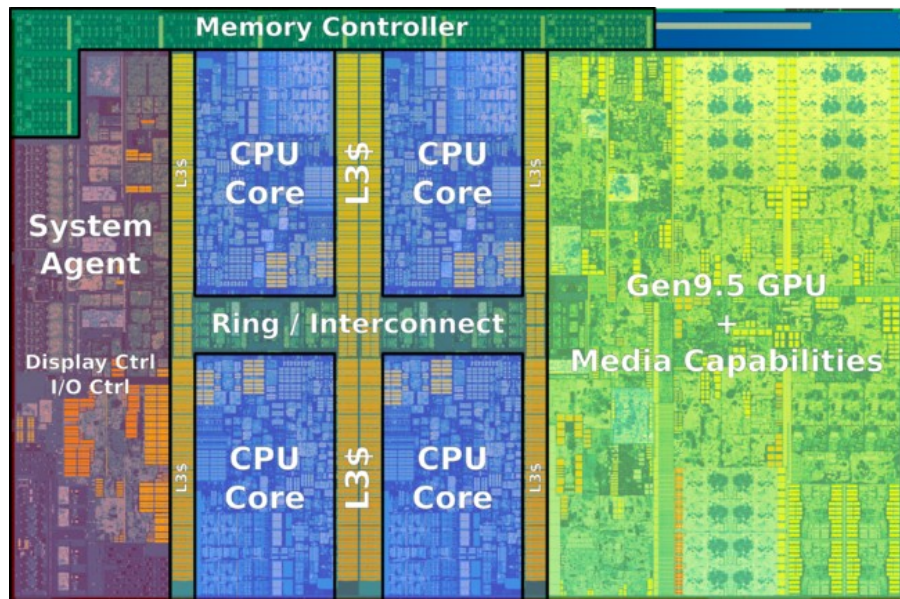 Memory Controller
L3$
CPU
Core
L3$
CPU
Core
L3$
System
Agent
Display Ctrl
I/O Ctrl
Ring / Interconnect
Gen9.5 GPU
+
Media Capabilities
L3$
CPU
Core
L3$
CPU
Core
L3$